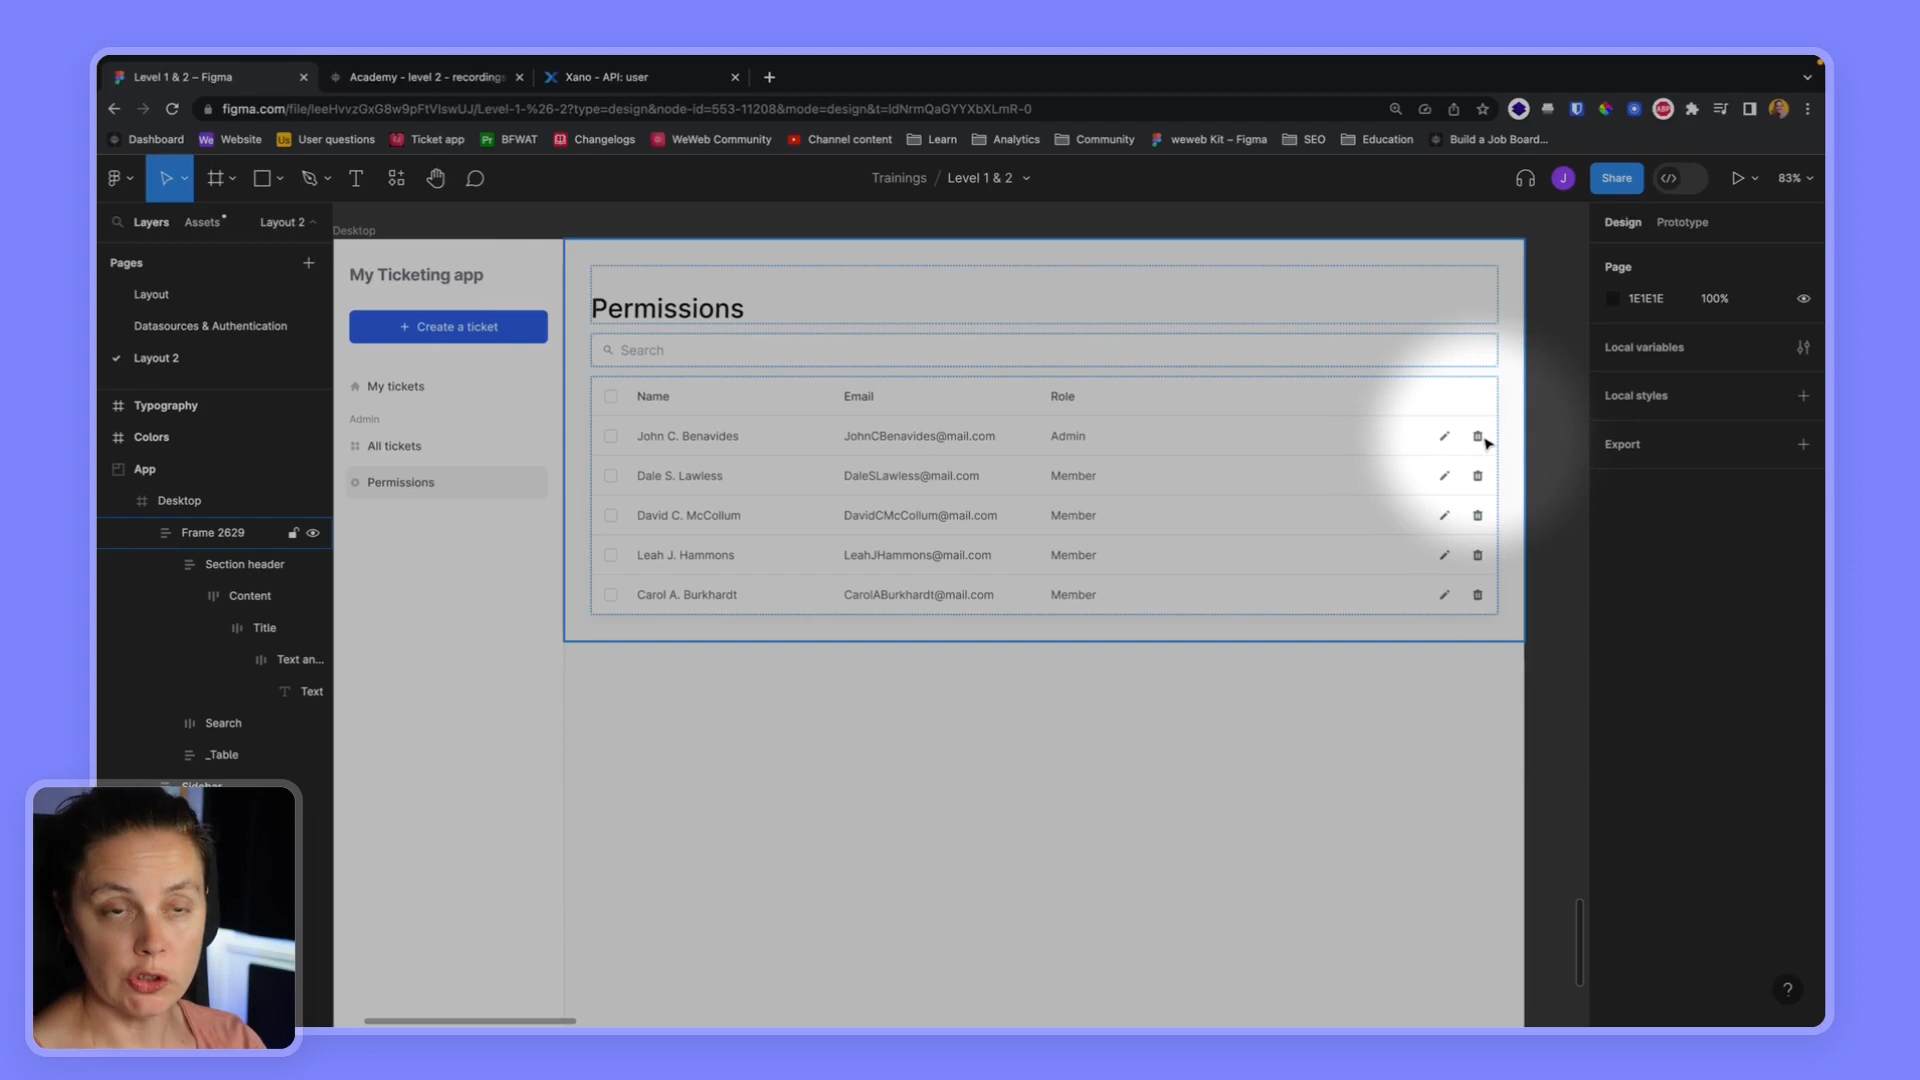 Level 1 & 2 – Figma
Academy - level 2 - recordings
Xano - API: user
figma.com/file/leeHvvzGxG8w9pFtVIswUJ/Level-1-%26-2?type=design&node-id=553-11208&mode=design&t=IdNrmQaGYYXbXLmR-0
Dashboard
We Website
Us User questions
Ticket app
Pr BFWAT
Changelogs
WeWeb Community
Channel content
Learn
Analytics
Community
weweb Kit – Figma
SEO
Education
Build a Job Board...
Trainings / Level 1 & 2
J
Share
83%
Layers
Assets
Layout 2
Pages
Layout
Datasources & Authentication
Layout 2
Typography
Colors
App
Desktop
Frame 2629
Section header
Content
Title
Text an...
Text
Search
_Table
Sidebar
Desktop
My Ticketing app
+ Create a ticket
My tickets
Admin
All tickets
Permissions
Permissions
Search
Name Email Role
John C. Benavides JohnCBenavides@mail.com Admin
Dale S. Lawless DaleSLawless@mail.com Member
David C. McCollum DavidCMcCollum@mail.com Member
Leah J. Hammons LeahJHammons@mail.com Member
Carol A. Burkhardt CarolABurkhardt@mail.com Member
Design
Prototype
Page
1E1E1E 100%
Local variables
Local styles
Export
?